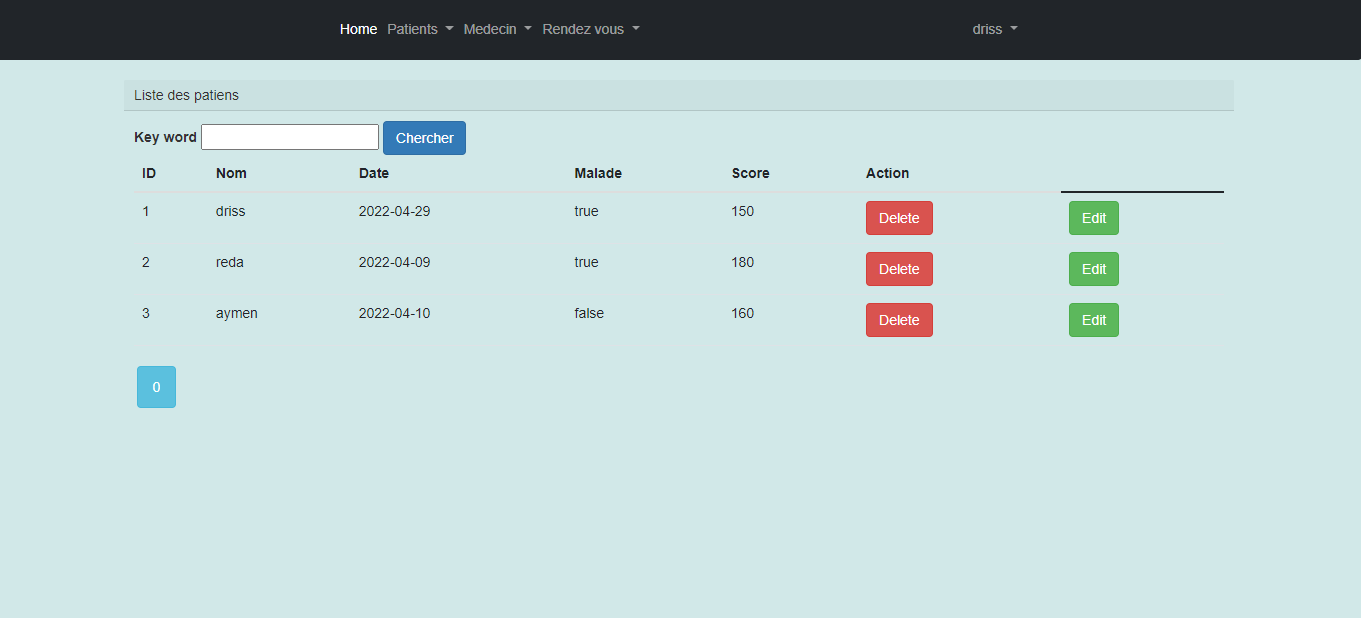 Home Patients Medecin Rendez vous driss
Liste des patiens
Key word Chercher
ID Nom Date Malade Score Action
1 driss 2022-04-29 true 150 Delete Edit
2 reda 2022-04-09 true 180 Delete Edit
3 aymen 2022-04-10 false 160 Delete Edit
0